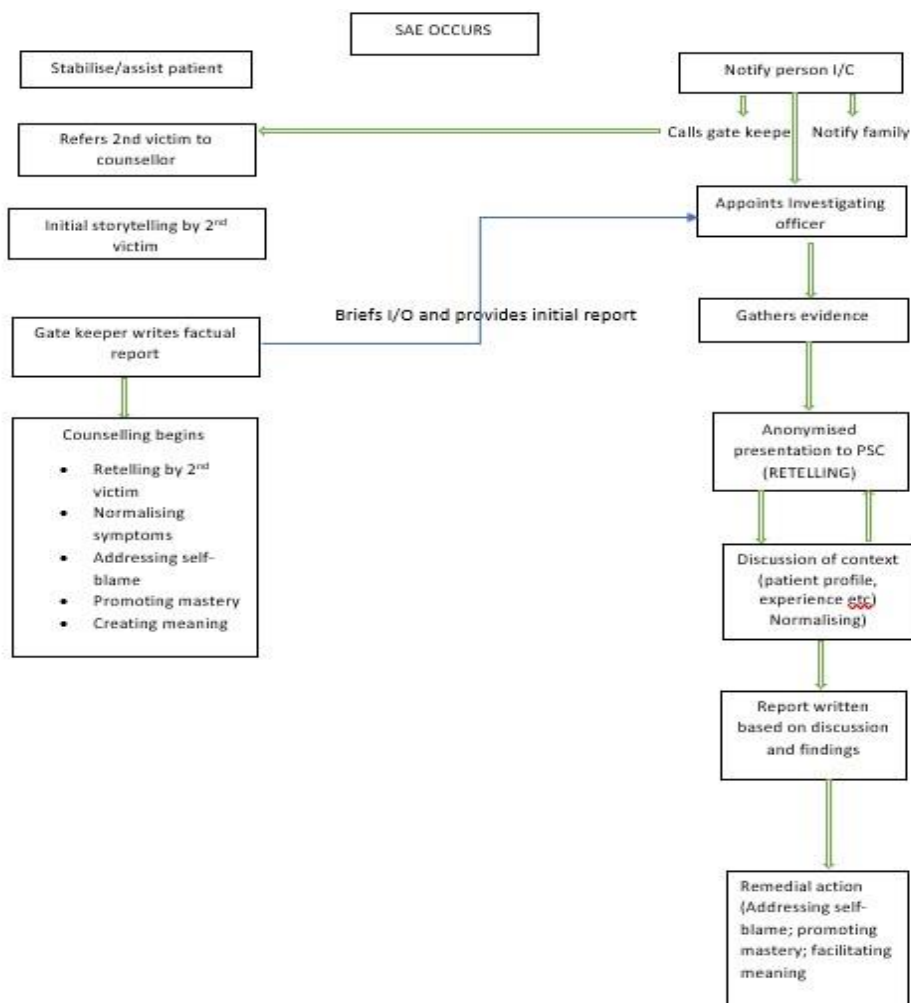 SAE OCCURS
Stabilise/assist patient
Notify person I/C
Calls gate keepe
Notify family
Refers 2nd victim to
counsellor
Appoints Investigating
officer
Initial storytelling by 2nd
victim
Briefs I/O and provides initial report
Gathers evidence
Gate keeper writes factual
report
Counselling begins
• Retelling by 2nd
victim
• Normalising
symptoms
• Addressing self-
blame
• Promoting mastery
• Creating meaning
Anonymised
presentation to PSC
(RETELLING)
Discussion of context
(patient profile,
experience etc)
Normalising)
Report written
based on discussion
and findings
Remedial action
(Addressing self-
blame; promoting
mastery; facilitating
meaning